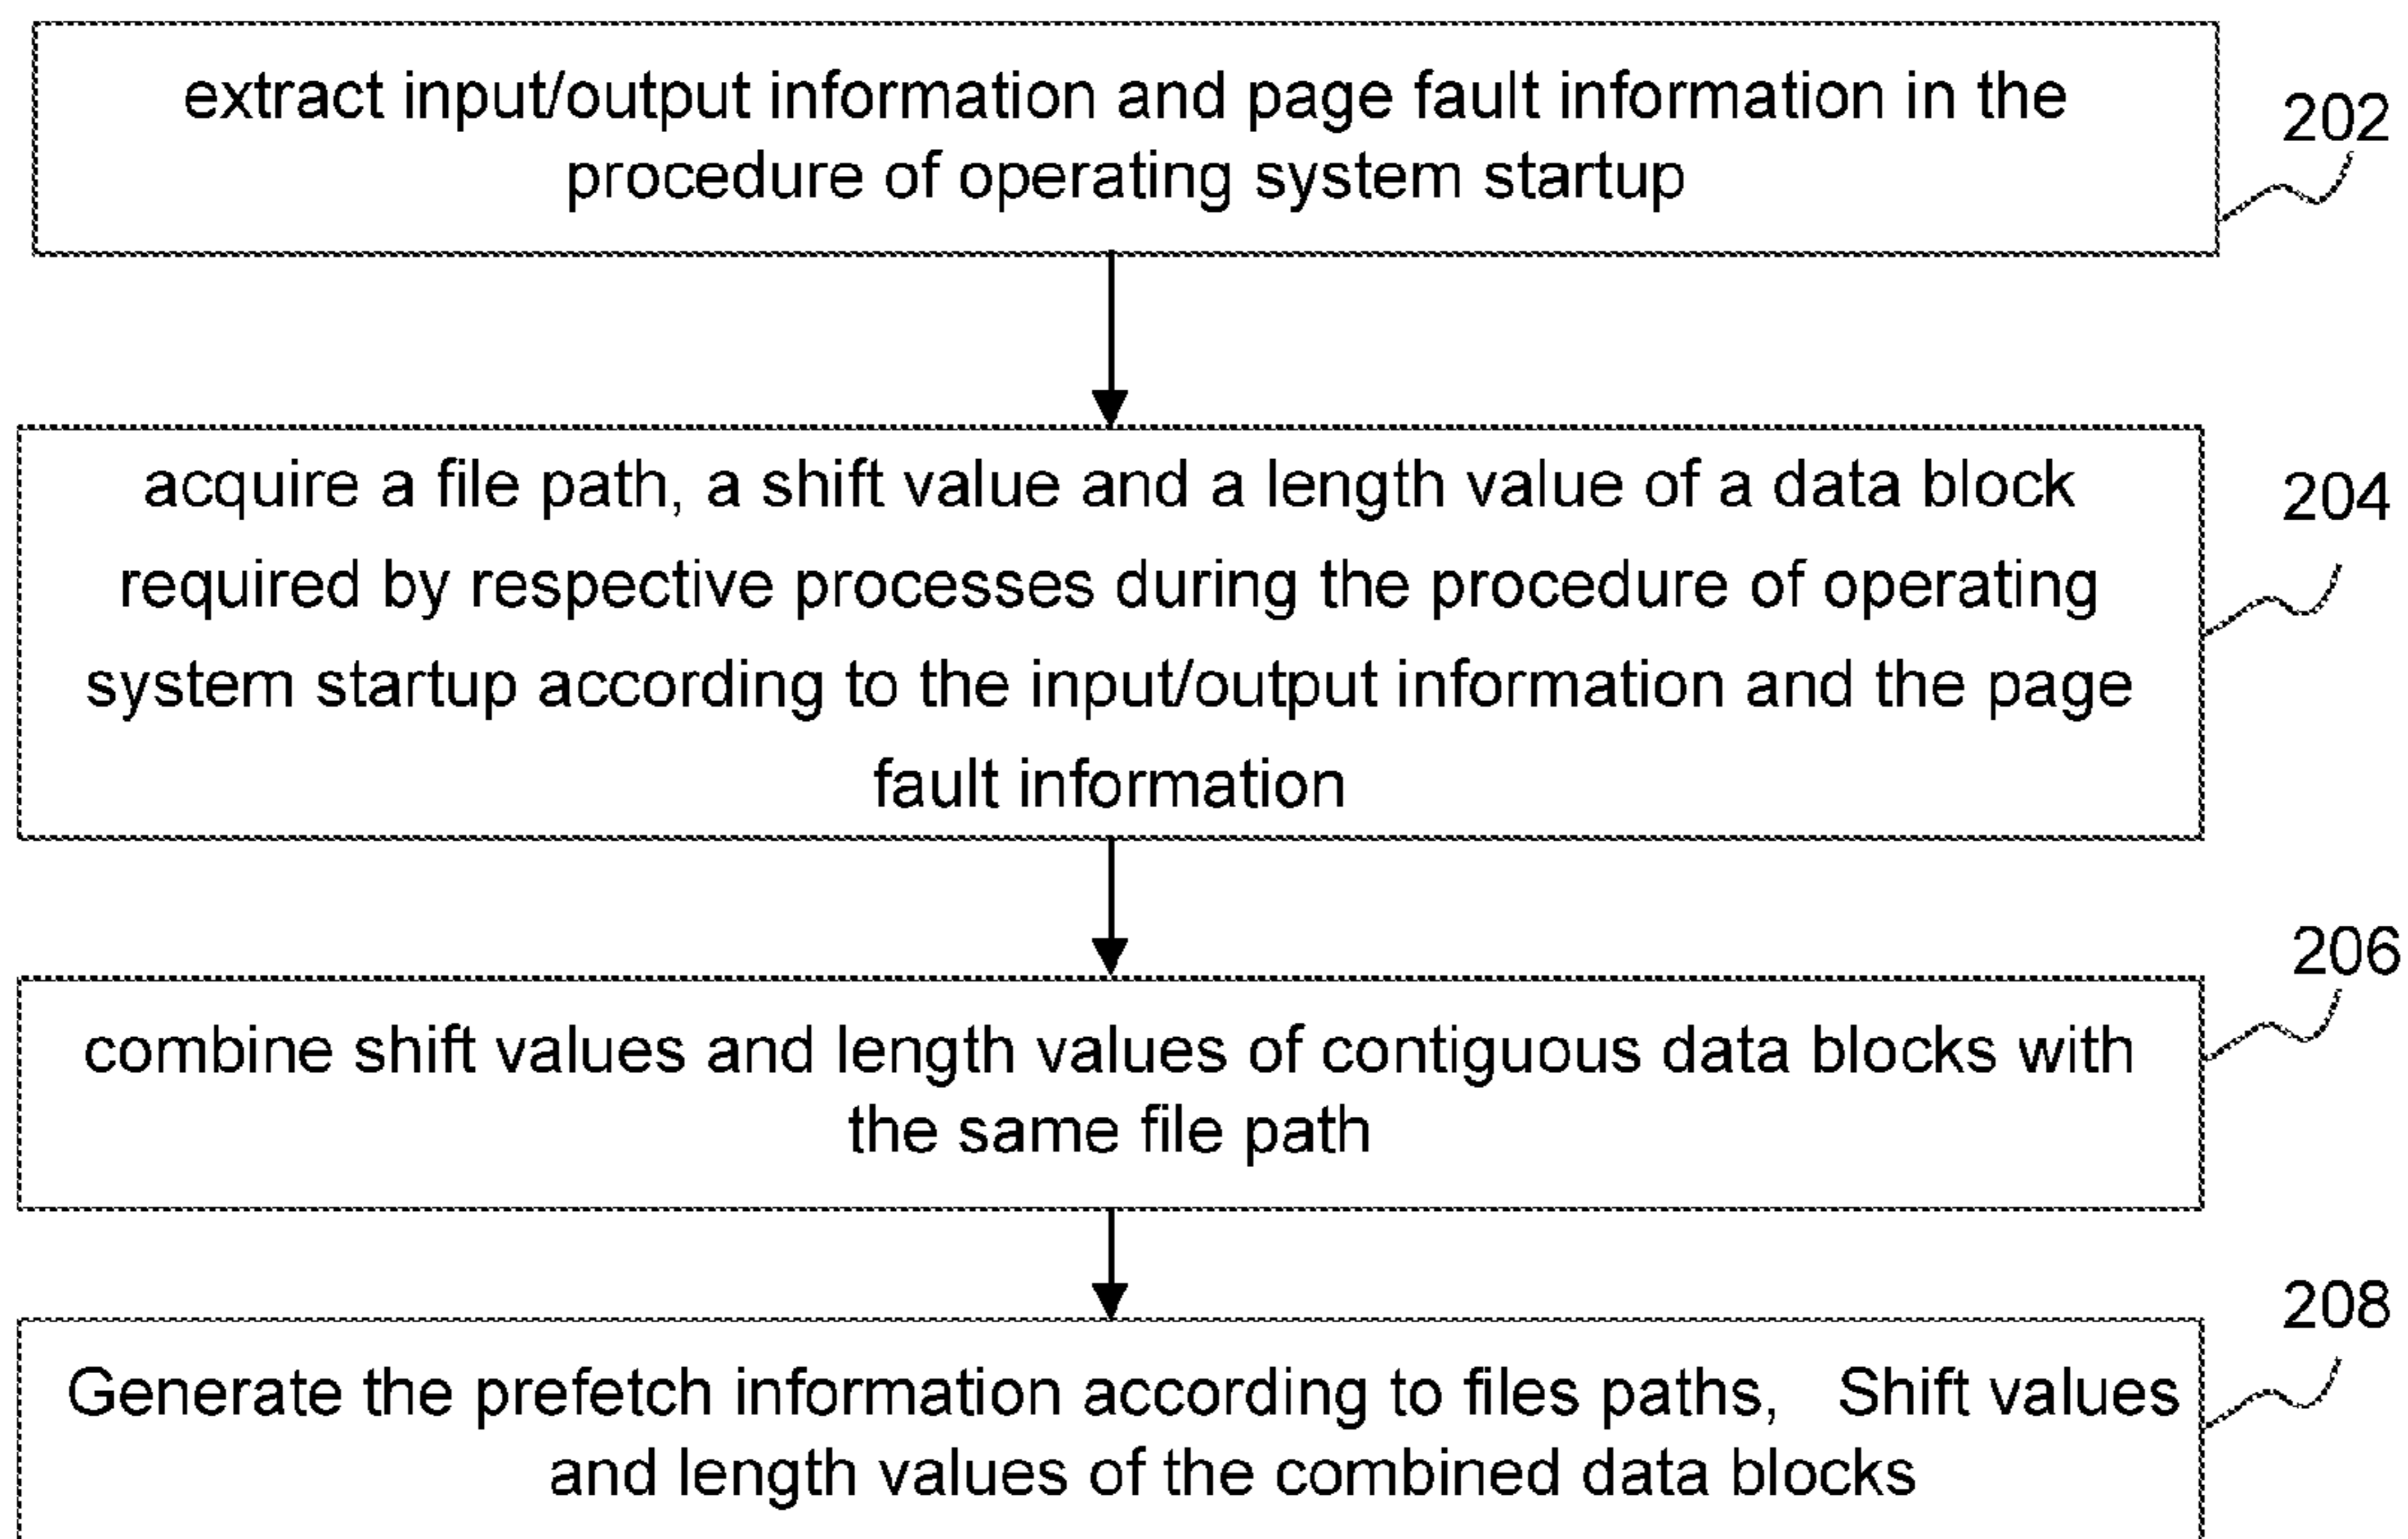 extract input/output information and page fault information in the
procedure of operating system startup
202
acquire a file path, a shift value and a length value of a data block
required by respective processes during the procedure of operating
system startup according to the input/output information and the page
fault information
204
combine shift values and length values of contiguous data blocks with
the same file path
206
Generate the prefetch information according to files paths, Shift values
and length values of the combined data blocks
208